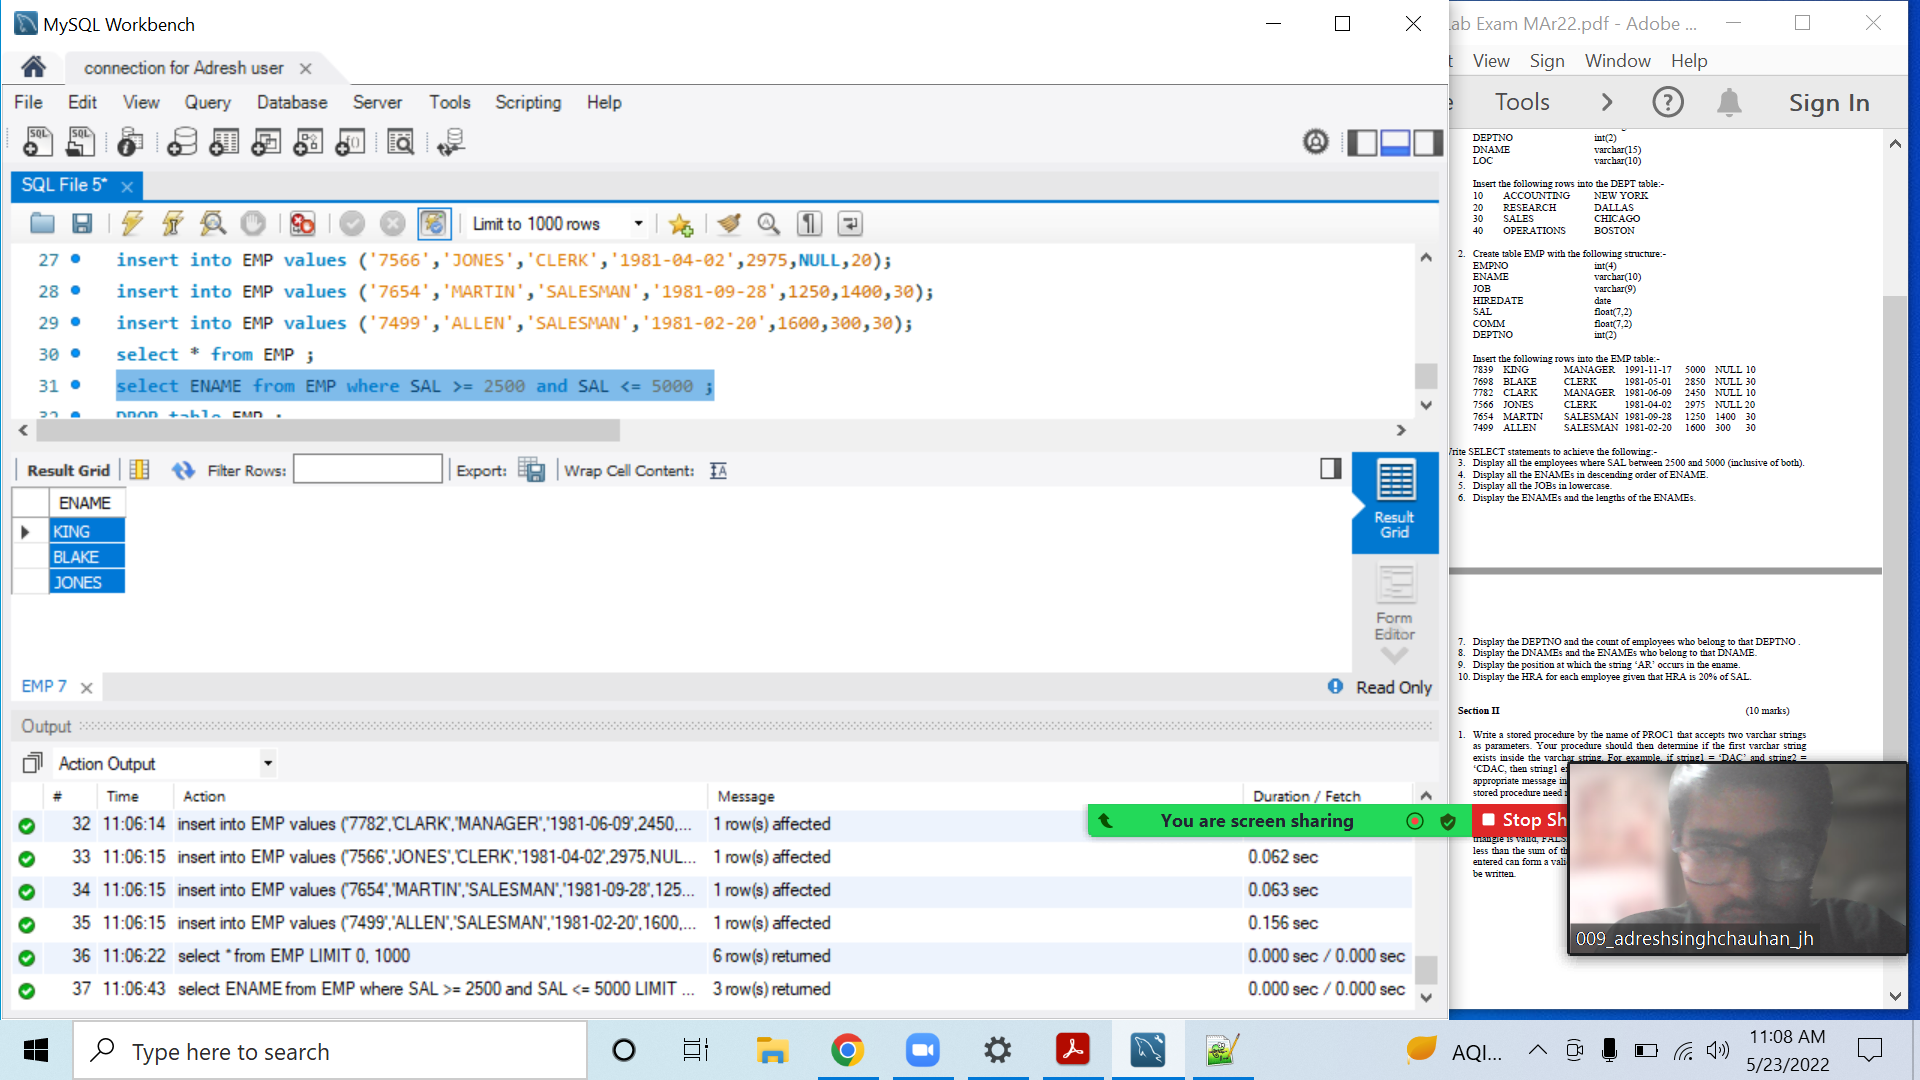 MySQL Workbench
connection for Adresh user
File Edit View Query Database Server Tools Scripting Help
SQL File 5*
Limit to 1000 rows
27 insert into EMP values ('7566','JONES','CLERK','1981-04-02',2975,NULL,20);
28 insert into EMP values ('7654','MARTIN','SALESMAN','1981-09-28',1250,1400,30);
29 insert into EMP values ('7499','ALLEN','SALESMAN','1981-02-20',1600,300,30);
30 select * from EMP ;
31 select ENAME from EMP where SAL >= 2500 and SAL <= 5000 ;
32 DROP table EMP ;
Result Grid Filter Rows: Export: Wrap Cell Content:
ENAME
KING
BLAKE
JONES
Result
Grid
Form
Editor
EMP 7
Read Only
Output
Action Output
# Time Action Message Duration / Fetch
32 11:06:14 insert into EMP values ('7782','CLARK','MANAGER','1981-06-09',2450,... 1 row(s) affected
33 11:06:15 insert into EMP values ('7566','JONES','CLERK','1981-04-02',2975,NUL... 1 row(s) affected 0.062 sec
34 11:06:15 insert into EMP values ('7654','MARTIN','SALESMAN','1981-09-28',125... 1 row(s) affected 0.063 sec
35 11:06:15 insert into EMP values ('7499','ALLEN','SALESMAN','1981-02-20',1600,... 1 row(s) affected 0.156 sec
36 11:06:22 select * from EMP LIMIT 0, 1000 6 row(s) returned 0.000 sec / 0.000 sec
37 11:06:43 select ENAME from EMP where SAL >= 2500 and SAL <= 5000 LIMIT ... 3 row(s) returned 0.000 sec / 0.000 sec
You are screen sharing
Stop Sh
ab Exam MAr22.pdf - Adobe ...
t View Sign Window Help
e Tools Sign In
DEPTNO int(2)
DNAME varchar(15)
LOC varchar(10)
Insert the following rows into the DEPT table:-
10 ACCOUNTING NEW YORK
20 RESEARCH DALLAS
30 SALES CHICAGO
40 OPERATIONS BOSTON
2. Create table EMP with the following structure:-
EMPNO int(4)
ENAME varchar(10)
JOB varchar(9)
HIREDATE date
SAL float(7,2)
COMM float(7,2)
DEPTNO int(2)
Insert the following rows into the EMP table:-
7839 KING MANAGER 1991-11-17 5000 NULL 10
7698 BLAKE CLERK 1981-05-01 2850 NULL 30
7782 CLARK MANAGER 1981-06-09 2450 NULL 10
7566 JONES CLERK 1981-04-02 2975 NULL 20
7654 MARTIN SALESMAN 1981-09-28 1250 1400 30
7499 ALLEN SALESMAN 1981-02-20 1600 300 30
rite SELECT statements to achieve the following:-
3. Display all the employees where SAL between 2500 and 5000 (inclusive of both).
4. Display all the ENAMEs in descending order of ENAME.
5. Display all the JOBs in lowercase.
6. Display the ENAMEs and the lengths of the ENAMEs.
7. Display the DEPTNO and the count of employees who belong to that DEPTNO .
8. Display the DNAMEs and the ENAMEs who belong to that DNAME.
9. Display the position at which the string ‘AR’ occurs in the ename.
10. Display the HRA for each employee given that HRA is 20% of SAL.
Section II (10 marks)
1. Write a stored procedure by the name of PROC1 that accepts two varchar strings
as parameters. Your procedure should then determine if the first varchar string
exists inside the varchar string. For example, if string1 = ‘DAC’ and string2 =
‘CDAC, then string1 ex
appropriate message in
stored procedure need n
triangle is valid, FALS
less than the sum of th
entered can form a vali
be written.
009_adreshsinghchauhan_jh
Type here to search
AQI...
11:08 AM
5/23/2022